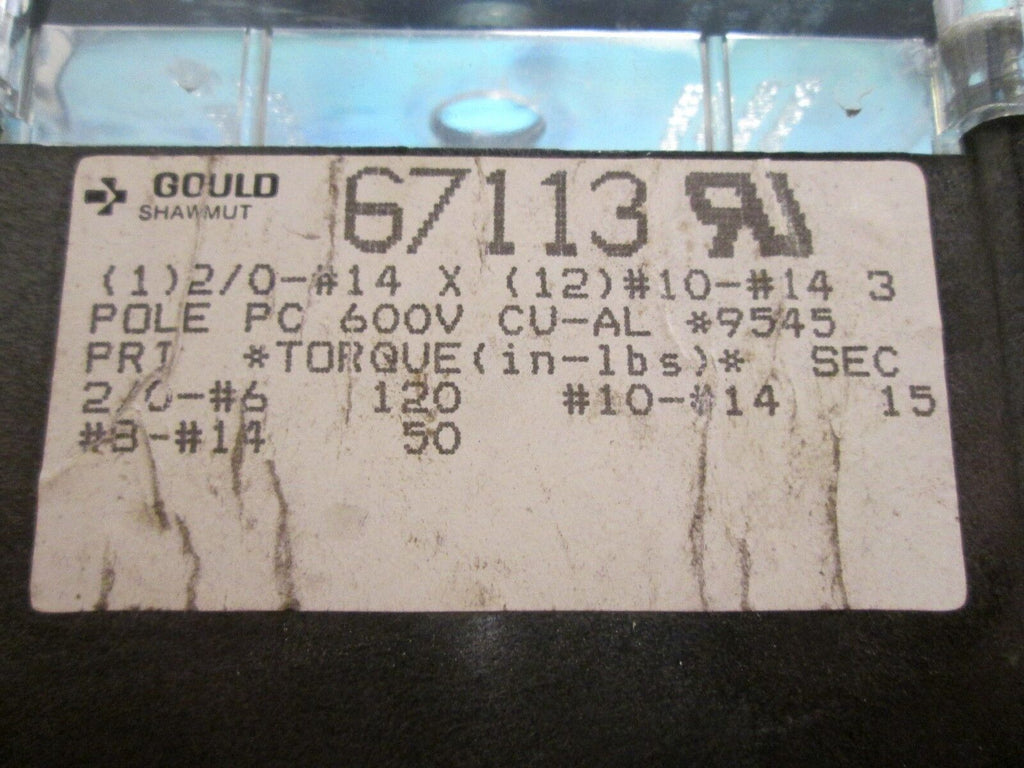 GOULD
SHAWMUT
67113
(1)2/0-#14 X (12)#10-#14 3
POLE PC 600V CU-AL *9545
PRI *TORQUE(in-lbs)* SEC
2/0-#6 120 #10-#14 15
#8-#14 50